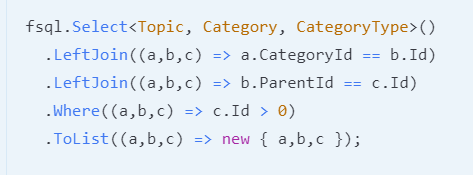 fsql.Select<Topic, Category, CategoryType>()
  .LeftJoin((a,b,c) => a.CategoryId == b.Id)
  .LeftJoin((a,b,c) => b.ParentId == c.Id)
  .Where((a,b,c) => c.Id > 0)
  .ToList((a,b,c) => new { a,b,c });